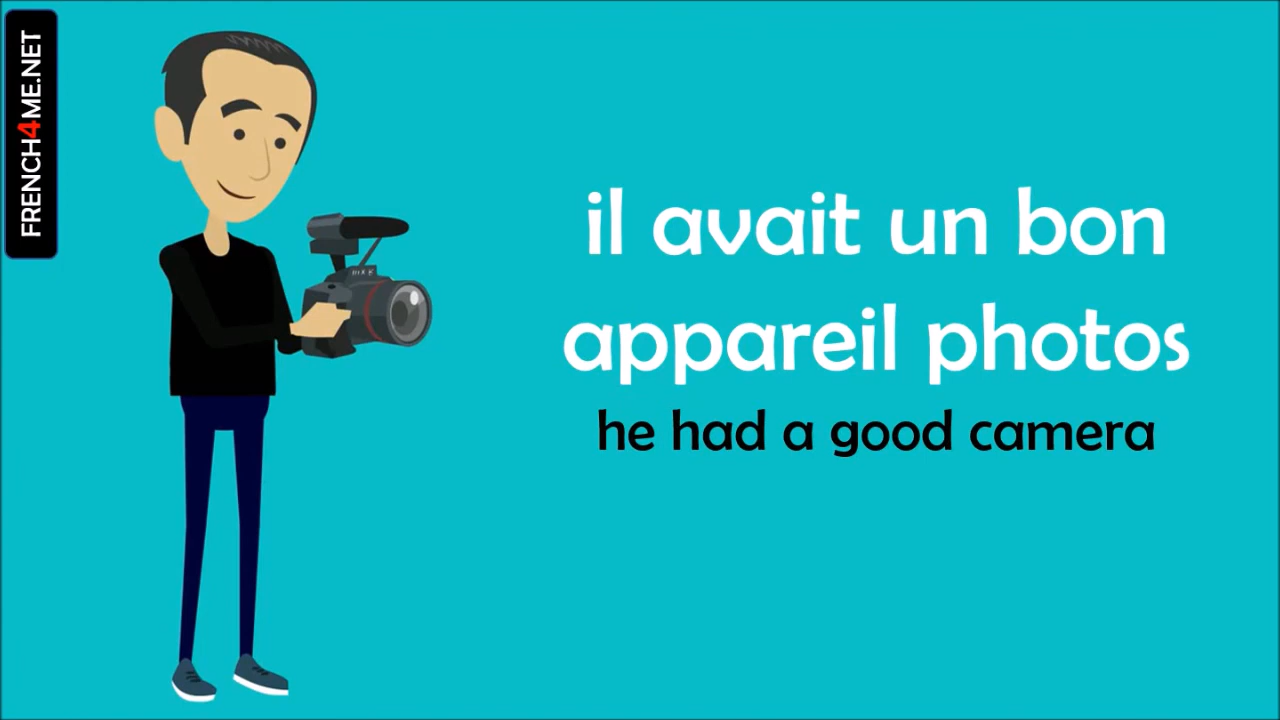 FRENCH4ME.NET
il avait un bon
appareil photos
he had a good camera